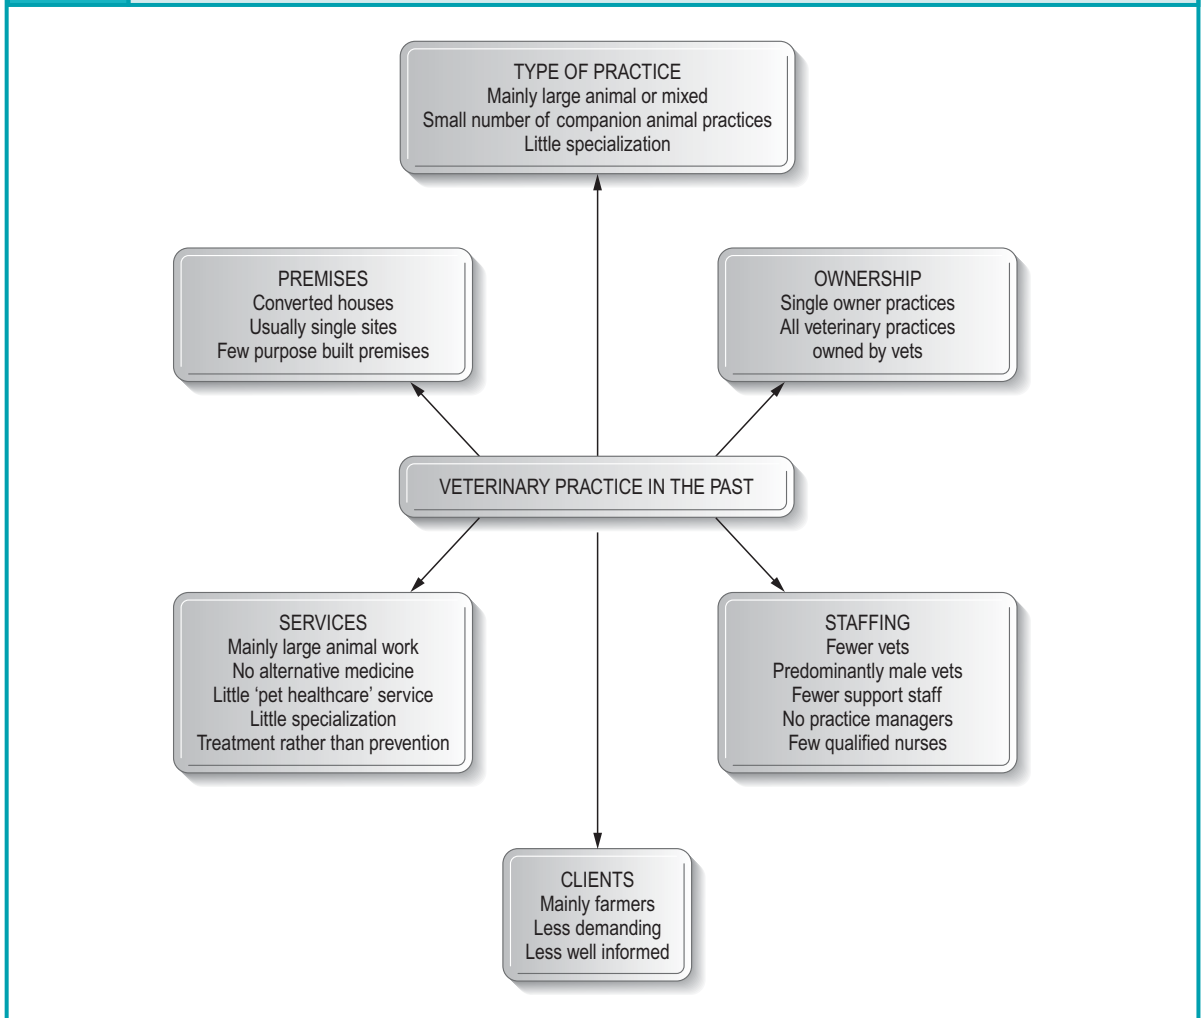 TYPE OF PRACTICE
Mainly large animal or mixed
Small number of companion animal practices
Little specialization
PREMISES
Converted houses
Usually single sites
Few purpose built premises
OWNERSHIP
Single owner practices
All veterinary practices
owned by vets
VETERINARY PRACTICE IN THE PAST
SERVICES
Mainly large animal work
No alternative medicine
Little ‘pet healthcare’ service
Little specialization
Treatment rather than prevention
STAFFING
Fewer vets
Predominantly male vets
Fewer support staff
No practice managers
Few qualified nurses
CLIENTS
Mainly farmers
Less demanding
Less well informed